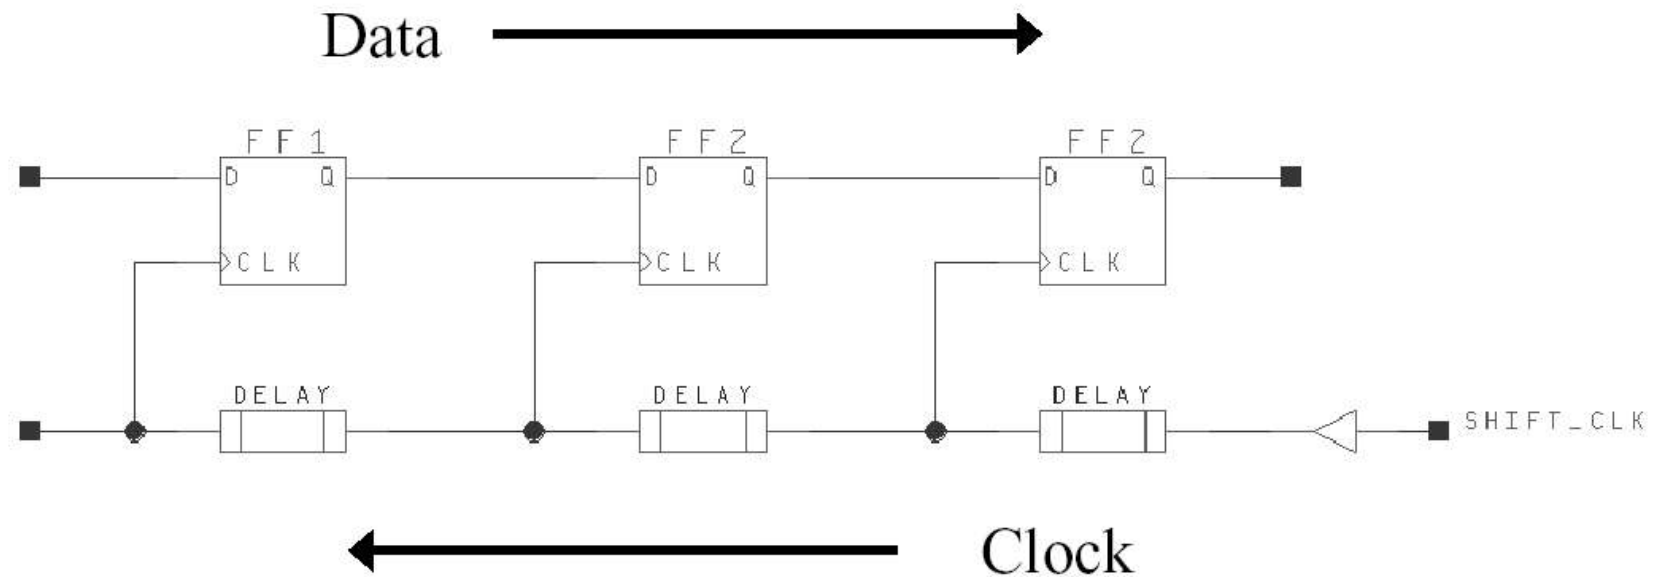 Data
FF1 FF2 FF2
D Q D Q D Q
CLK CLK CLK
DELAY DELAY DELAY
SHIFT_CLK
Clock